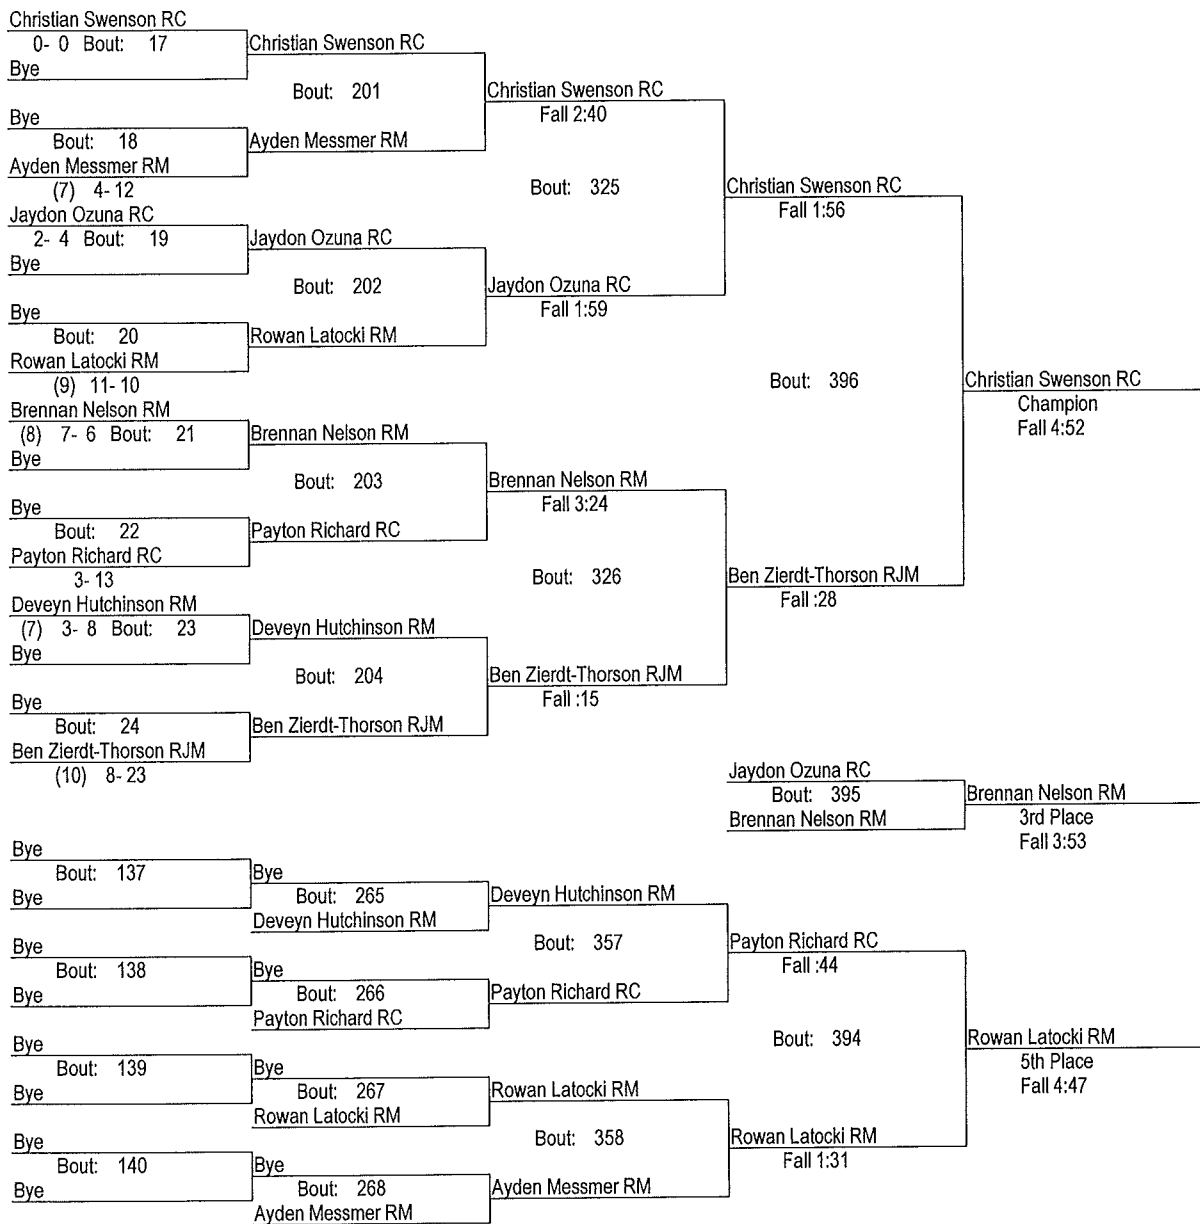 Christian Swenson RC
0- 0 Bout: 17
Bye
Christian Swenson RC
Bout: 201
Bye
Bout: 18
Ayden Messmer RM
(7) 4- 12
Ayden Messmer RM
Christian Swenson RC
Fall 2:40
Bout: 325
Jaydon Ozuna RC
2- 4 Bout: 19
Bye
Jaydon Ozuna RC
Bout: 202
Bye
Bout: 20
Rowan Latocki RM
(9) 11- 10
Rowan Latocki RM
Jaydon Ozuna RC
Fall 1:59
Christian Swenson RC
Fall 1:56
Bout: 396
Christian Swenson RC
Champion
Fall 4:52
Brennan Nelson RM
(8) 7- 6 Bout: 21
Bye
Brennan Nelson RM
Bout: 203
Bye
Bout: 22
Payton Richard RC
3- 13
Payton Richard RC
Brennan Nelson RM
Fall 3:24
Bout: 326
Deveyn Hutchinson RM
(7) 3- 8 Bout: 23
Bye
Deveyn Hutchinson RM
Bout: 204
Bye
Bout: 24
Ben Zierdt-Thorson RJM
(10) 8- 23
Ben Zierdt-Thorson RJM
Ben Zierdt-Thorson RJM
Fall :15
Ben Zierdt-Thorson RJM
Fall :28
Jaydon Ozuna RC
Bout: 395
Brennan Nelson RM
Brennan Nelson RM
3rd Place
Fall 3:53
Bye
Bout: 137
Bye
Bye
Bout: 265
Deveyn Hutchinson RM
Deveyn Hutchinson RM
Bout: 357
Bye
Bout: 138
Bye
Bye
Bout: 266
Payton Richard RC
Payton Richard RC
Payton Richard RC
Fall :44
Bout: 394
Bye
Bout: 139
Bye
Bye
Bout: 267
Rowan Latocki RM
Rowan Latocki RM
Bout: 358
Bye
Bout: 140
Bye
Bye
Bout: 268
Ayden Messmer RM
Ayden Messmer RM
Rowan Latocki RM
Fall 1:31
Rowan Latocki RM
5th Place
Fall 4:47